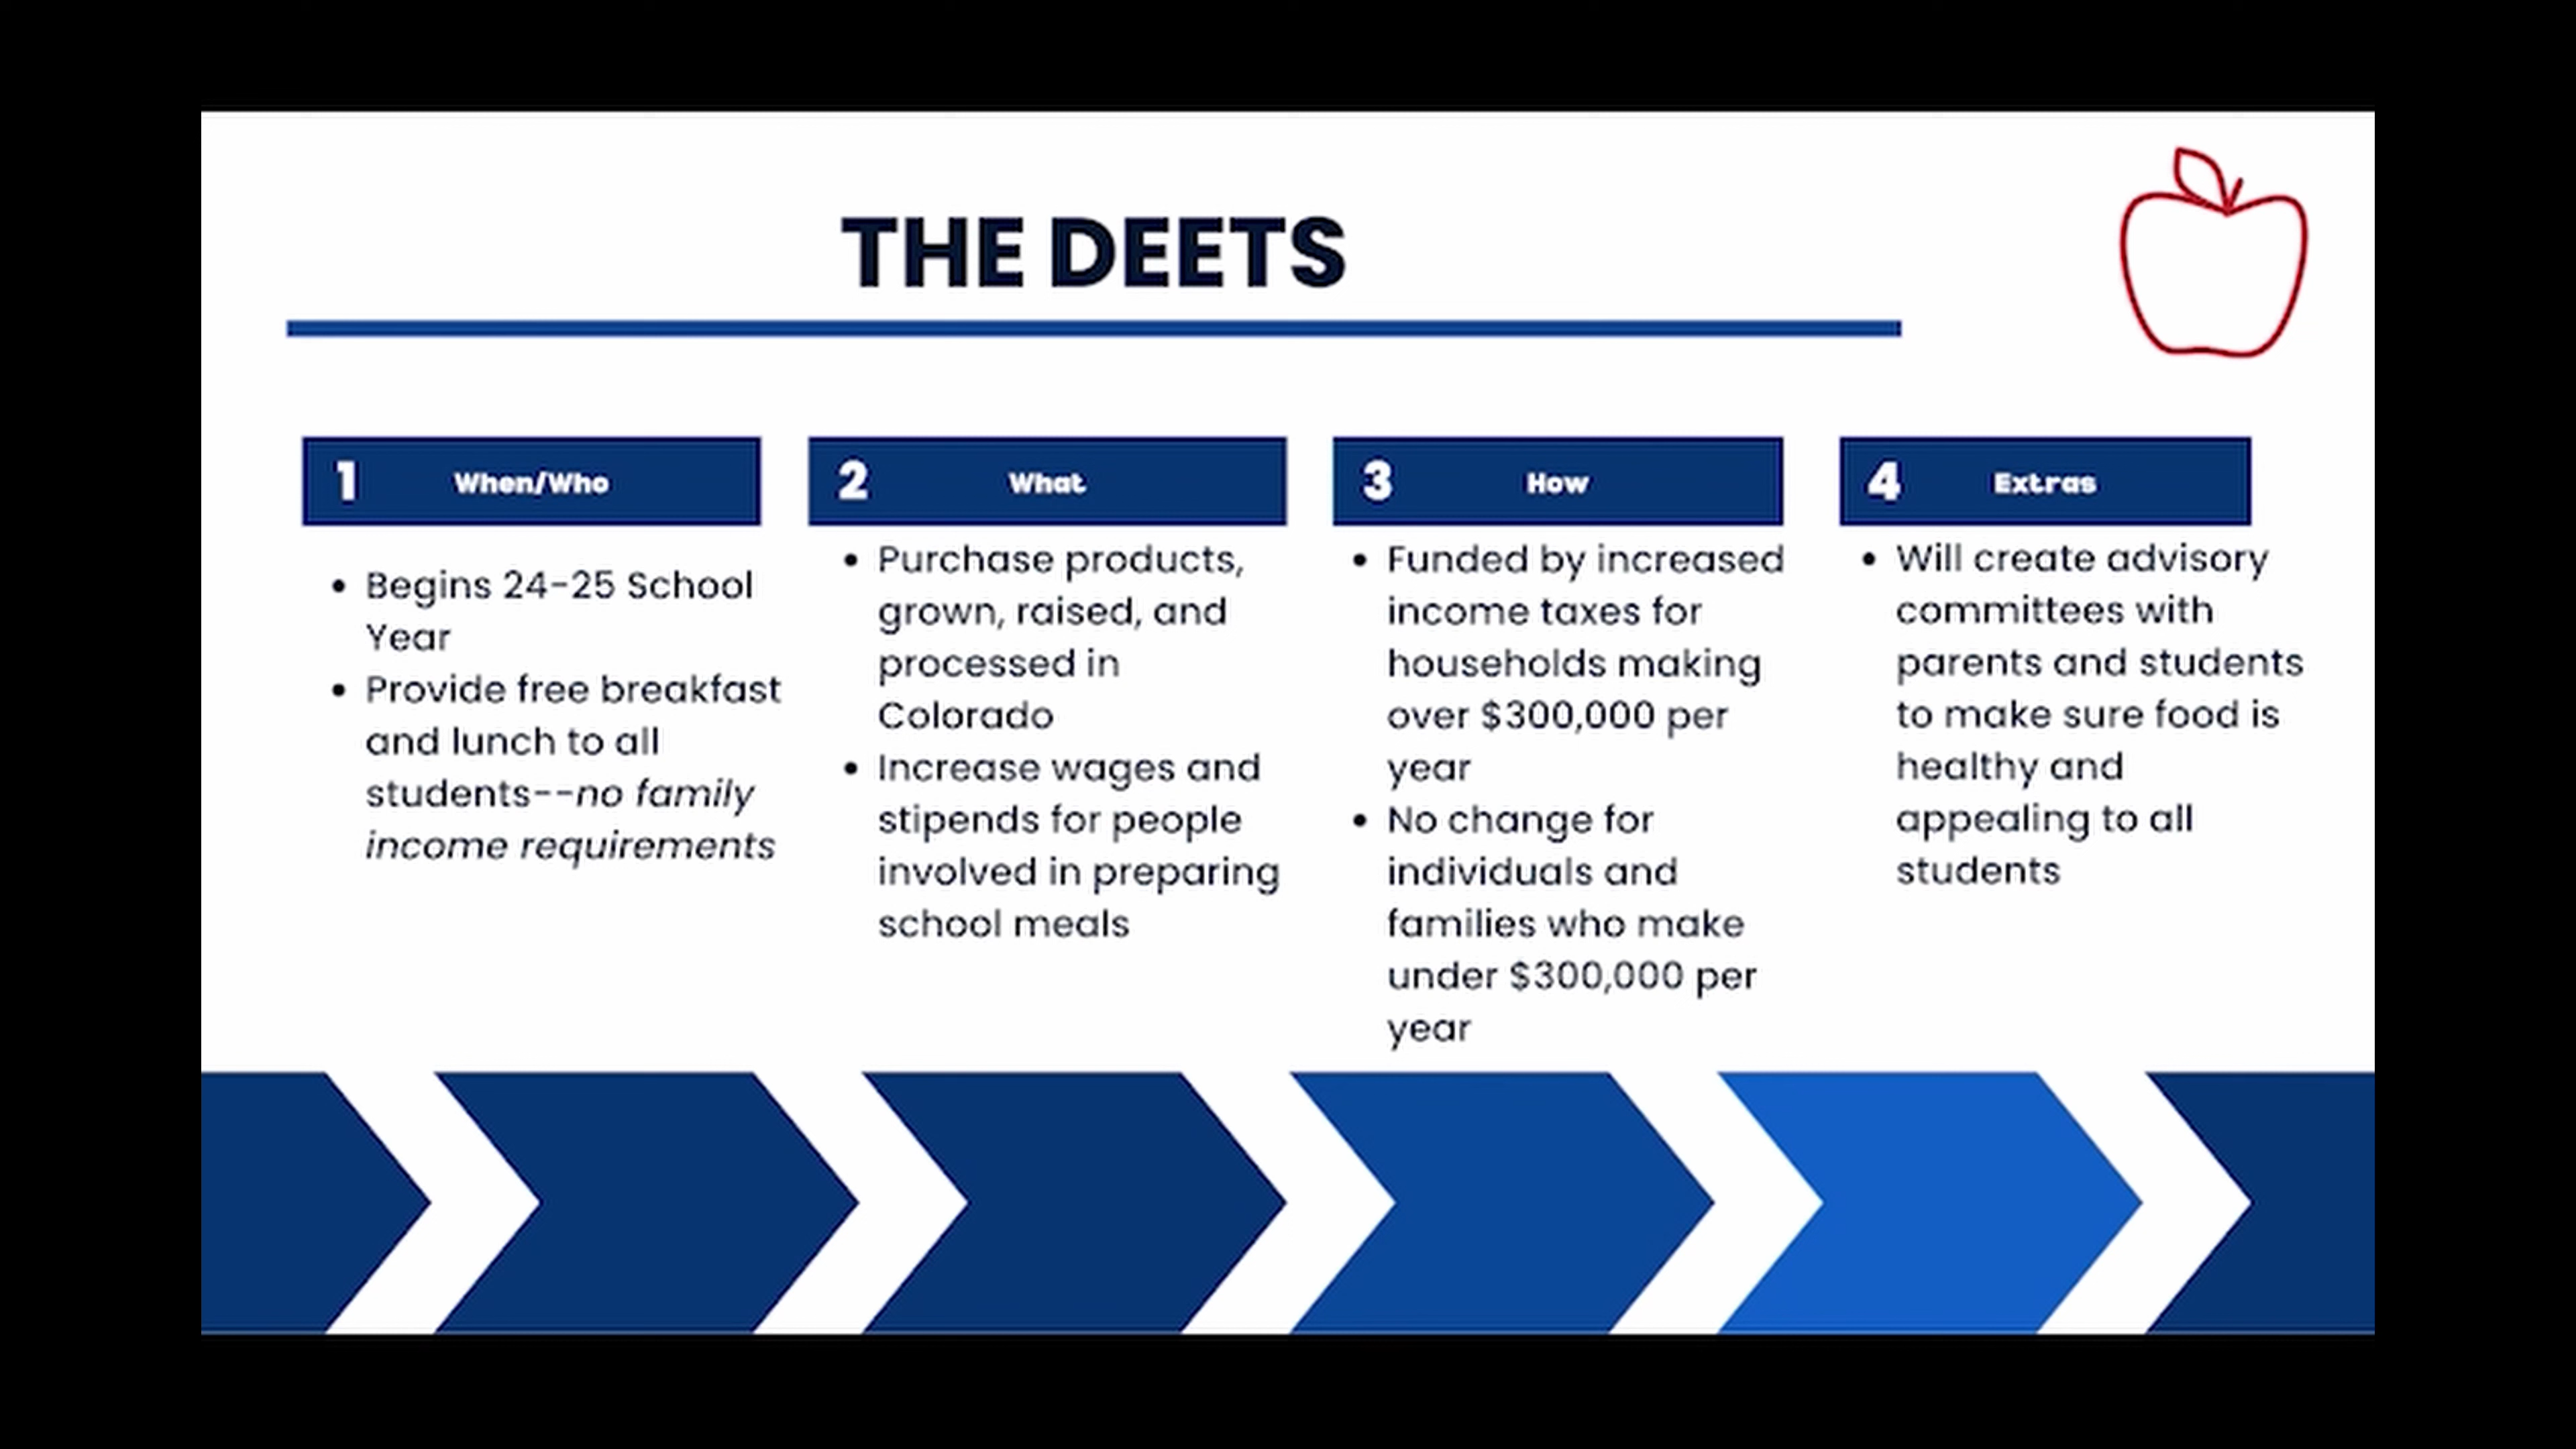 THE DEETS
1 When/Who
• Begins 24-25 School
Year
• Provide free breakfast
and lunch to all
students--no family
income requirements
2 What
• Purchase products,
grown, raised, and
processed in
Colorado
• Increase wages and
stipends for people
involved in preparing
school meals
3 How
• Funded by increased
income taxes for
households making
over $300,000 per
year
• No change for
individuals and
families who make
under $300,000 per
year
4 Extras
• Will create advisory
committees with
parents and students
to make sure food is
healthy and
appealing to all
students